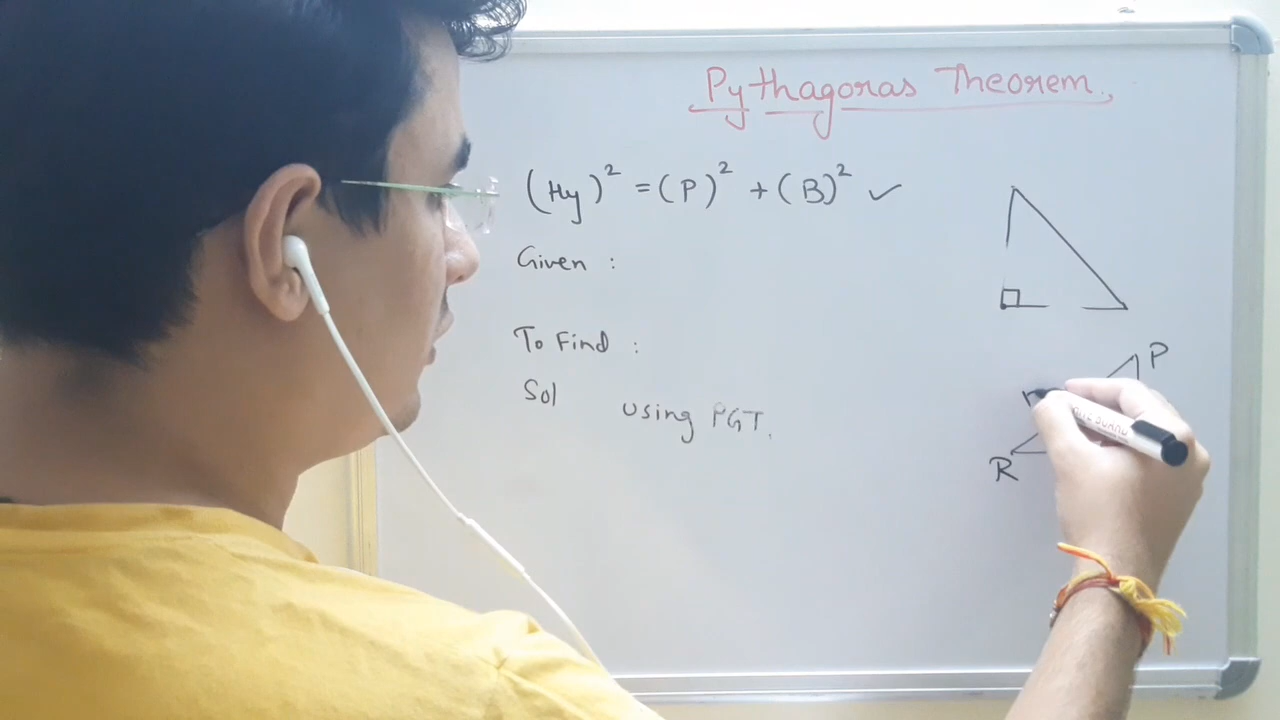 Pythagoras Theorem.
(Hy)² = (P)² + (B)² ✓
Given :
To Find :
Sol
using PGT.
P
R